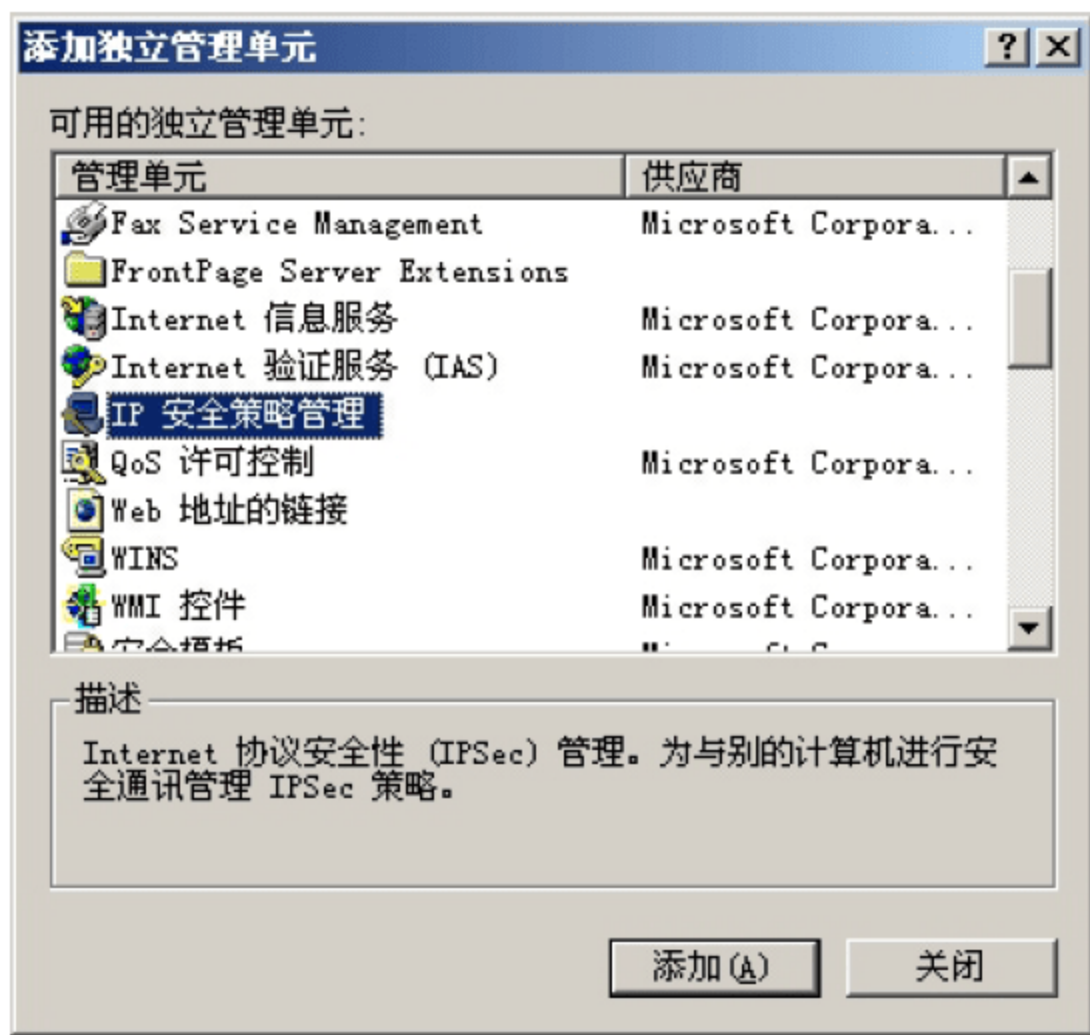 添加独立管理单元
可用的独立管理单元:
管理单元 供应商
Fax Service Management Microsoft Corpora...
FrontPage Server Extensions
Internet 信息服务 Microsoft Corpora...
Internet 验证服务 (IAS) Microsoft Corpora...
IP 安全策略管理
QoS 许可控制 Microsoft Corpora...
Web 地址的链接
WINS Microsoft Corpora...
WMI 控件 Microsoft Corpora...
描述
Internet 协议安全性 (IPSec) 管理。为与别的计算机进行安
全通讯管理 IPSec 策略。
添加(A) 关闭